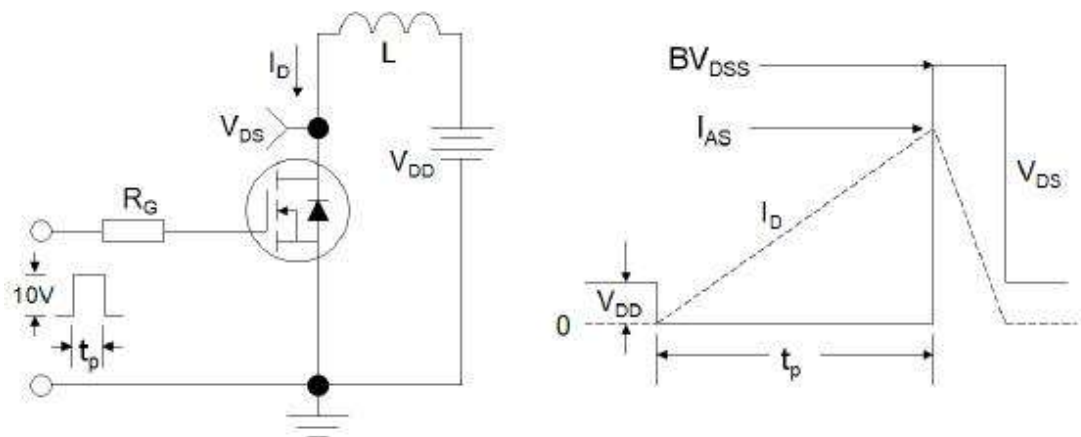 L
I_D
V_DS
V_DD
R_G
10V
t_p
BV_DSS
I_AS
V_DS
I_D
V_DD
0
t_p